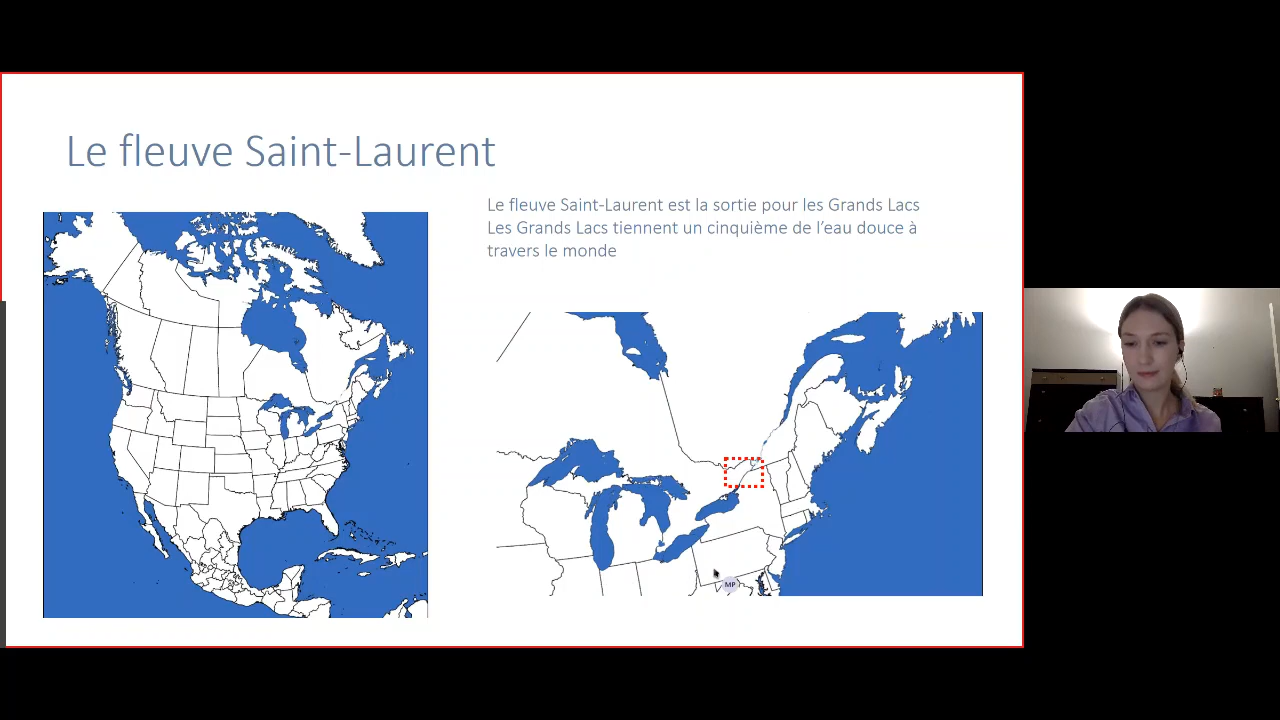 Le fleuve Saint-Laurent
Le fleuve Saint-Laurent est la sortie pour les Grands Lacs
Les Grands Lacs tiennent un cinquième de l’eau douce à
travers le monde
MP